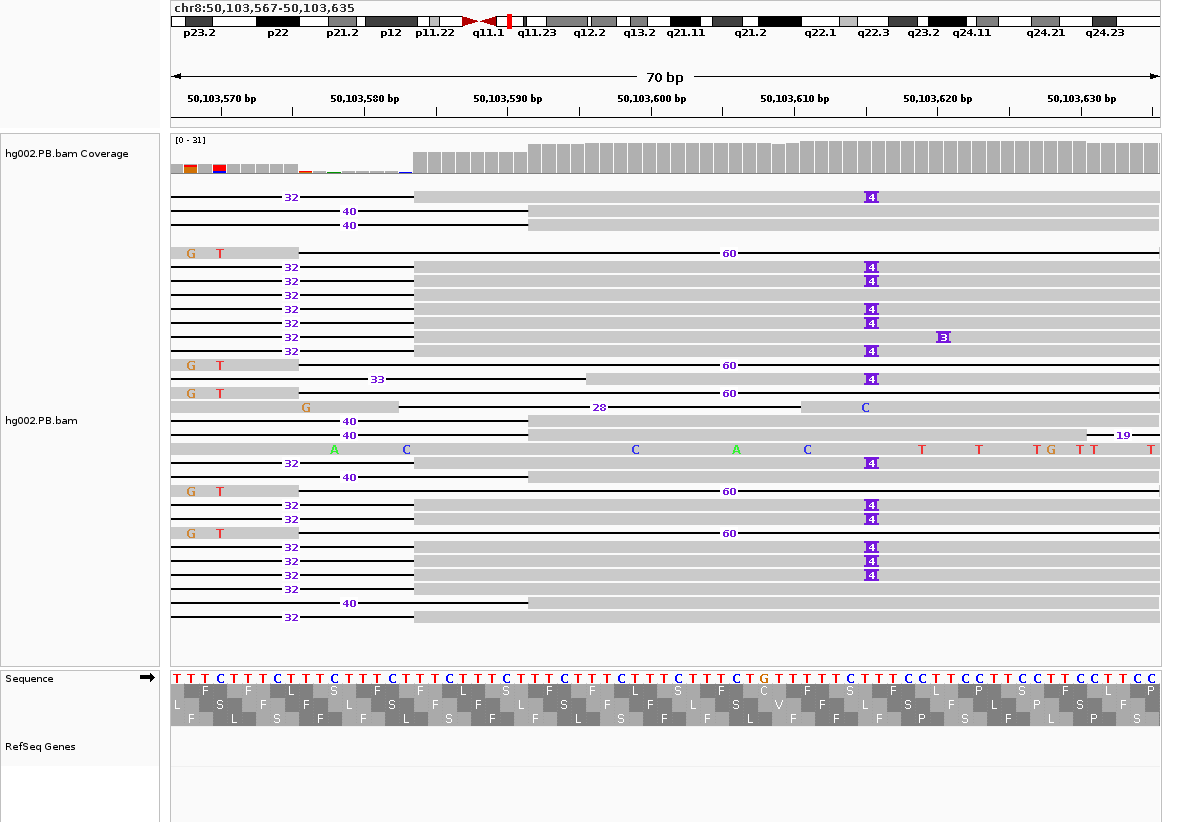 chr8:50,103,567-50,103,635
p23.2 p22 p21.2 p12 p11.22 q11.1 q11.23 q12.2 q13.2 q21.11 q21.2 q22.1 q22.3 q23.2 q24.11 q24.21 q24.23
70 bp
50,103,570 bp 50,103,580 bp 50,103,590 bp 50,103,600 bp 50,103,610 bp 50,103,620 bp 50,103,630 bp
[0 - 31]
hg002.PB.bam Coverage
32 4
40
40
G T 60
32 4
32 4
32
32 4
32 4
32 3
32 4
G T 60
33 4
G T 60
G 28 C
hg002.PB.bam
40
40 19
A C C A C T T T G T T T
32 4
40
G T 60
32 4
32 4
G T 60
32 4
32 4
32 4
32
40
32
Sequence
T T T C T T T C T T T C T T T C T T T C T T T C T T T C T T T C T T T C T T T C T G T T T T T C T T T C C T T C C T T C C T T C C T T C C
F F L S F F L S F F L S F C F S F L P S F L P
L S F F L S F F L S F F L S V F L S F L P S F
F L S F F L S F F L S F F L F F F P S F L P S
RefSeq Genes